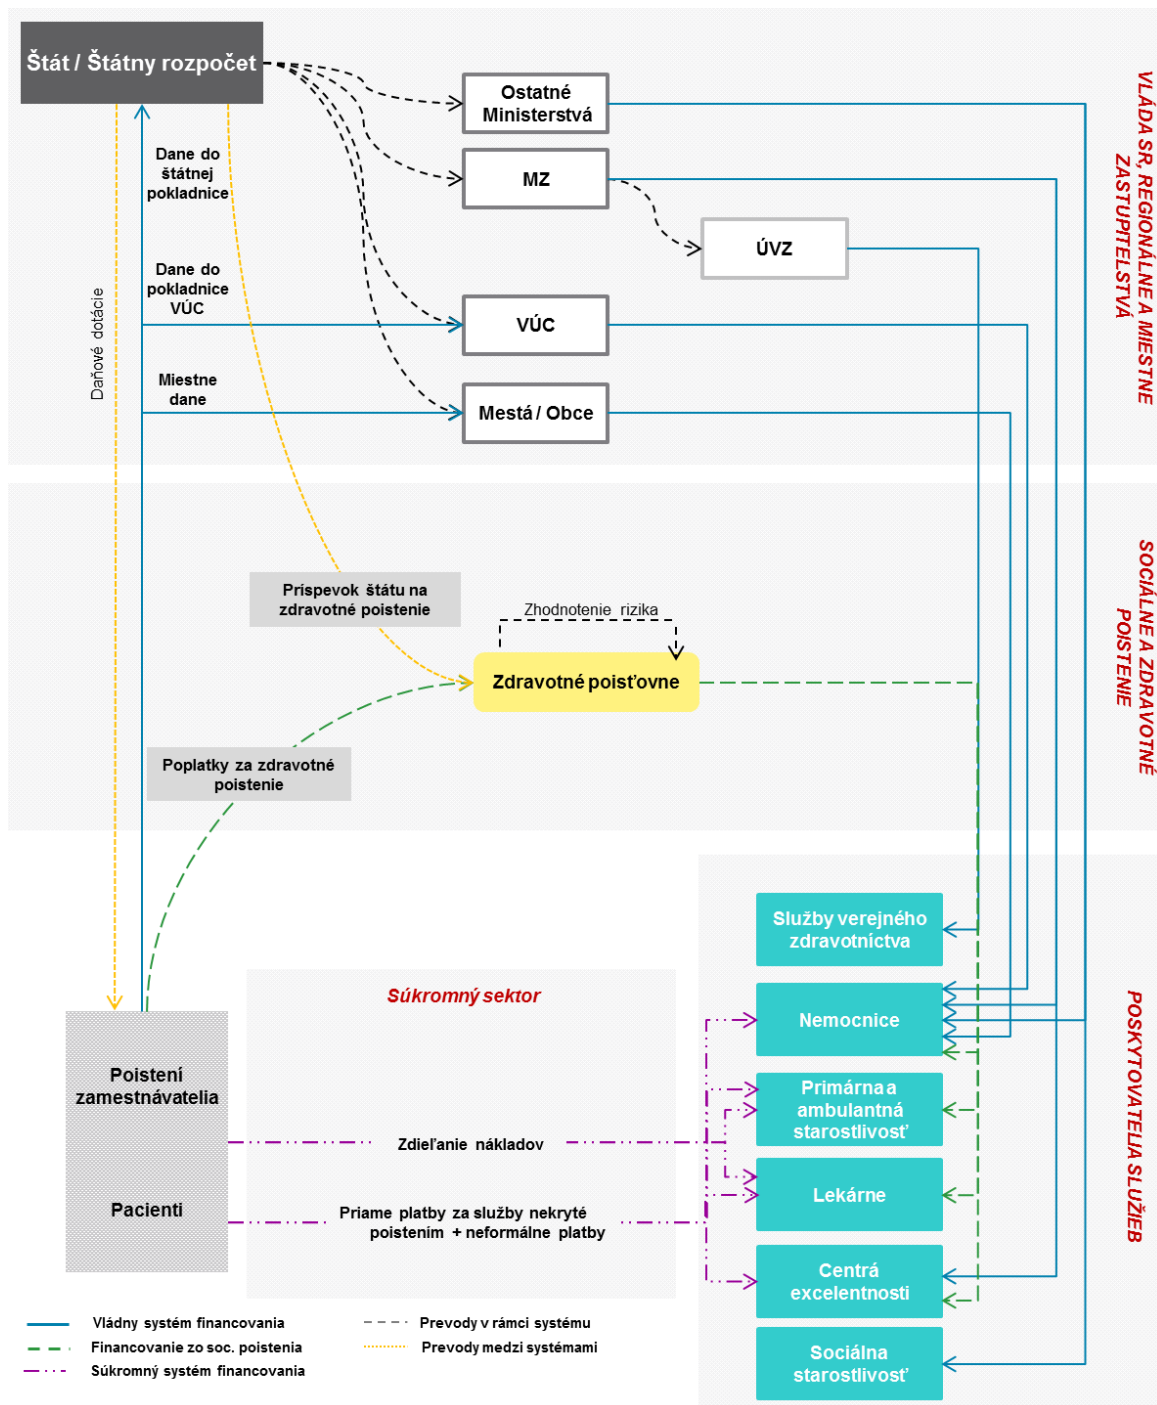 Štát / Štátny rozpočet
Ostatné
Ministerstvá
MZ
ÚVZ
VÚC
Mestá / Obce
Dane do
štátnej
pokladnice
Dane do
pokladnice
VÚC
Miestne
dane
Daňové dotácie
VLÁDA SR, REGIONÁLNE A MIESTNE
ZASTUPITELSTVÁ
Príspevok štátu na
zdravotné poistenie
Zhodnotenie rizika
Zdravotné poisťovne
Poplatky za zdravotné
poistenie
SOCIÁLNE A ZDRAVOTNÉ
POISTENIE
Služby verejného
zdravotníctva
Nemocnice
Primárna a
ambulantná
starostlivosť
Lekárne
Centrá
excelentnosti
Sociálna
starostlivosť
POSKYTOVATELIA SLUŽIEB
Súkromný sektor
Poistení
zamestnávatelia
Pacienti
Zdieľanie nákladov
Priame platby za služby nekryté
poistením + neformálne platby
Vládny systém financovania
Financovanie zo soc. poistenia
Súkromný systém financovania
Prevody v rámci systému
Prevody medzi systémami